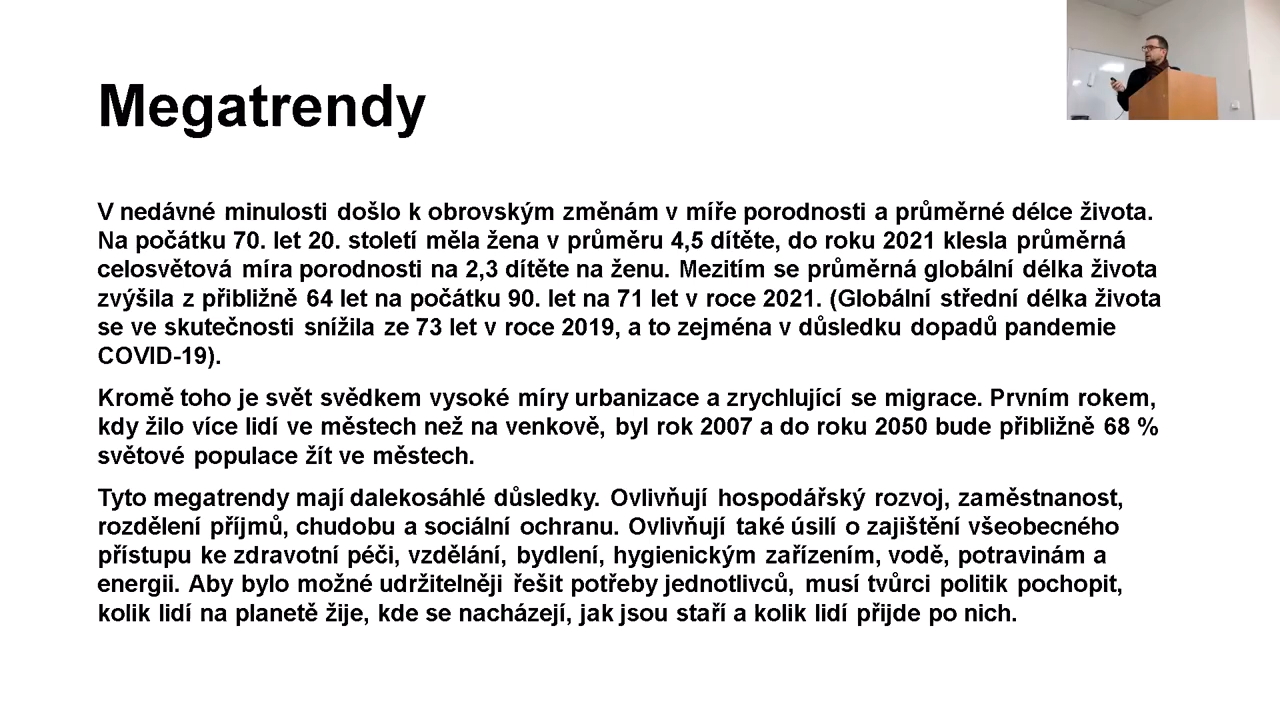 Megatrendy
V nedávné minulosti došlo k obrovským změnám v míře porodnosti a průměrné délce života.
Na počátku 70. let 20. století měla žena v průměru 4,5 dítěte, do roku 2021 klesla průměrná
celosvětová míra porodnosti na 2,3 dítěte na ženu. Mezitím se průměrná globální délka života
zvýšila z přibližně 64 let na počátku 90. let na 71 let v roce 2021. (Globální střední délka života
se ve skutečnosti snížila ze 73 let v roce 2019, a to zejména v důsledku dopadů pandemie
COVID-19).
Kromě toho je svět svědkem vysoké míry urbanizace a zrychlující se migrace. Prvním rokem,
kdy žilo více lidí ve městech než na venkově, byl rok 2007 a do roku 2050 bude přibližně 68 %
světové populace žít ve městech.
Tyto megatrendy mají dalekosáhlé důsledky. Ovlivňují hospodářský rozvoj, zaměstnanost,
rozdělení příjmů, chudobu a sociální ochranu. Ovlivňují také úsilí o zajištění všeobecného
přístupu ke zdravotní péči, vzdělání, bydlení, hygienickým zařízením, vodě, potravinám a
energii. Aby bylo možné udržitelněji řešit potřeby jednotlivců, musí tvůrci politik pochopit,
kolik lidí na planetě žije, kde se nacházejí, jak jsou staří a kolik lidí přijde po nich.